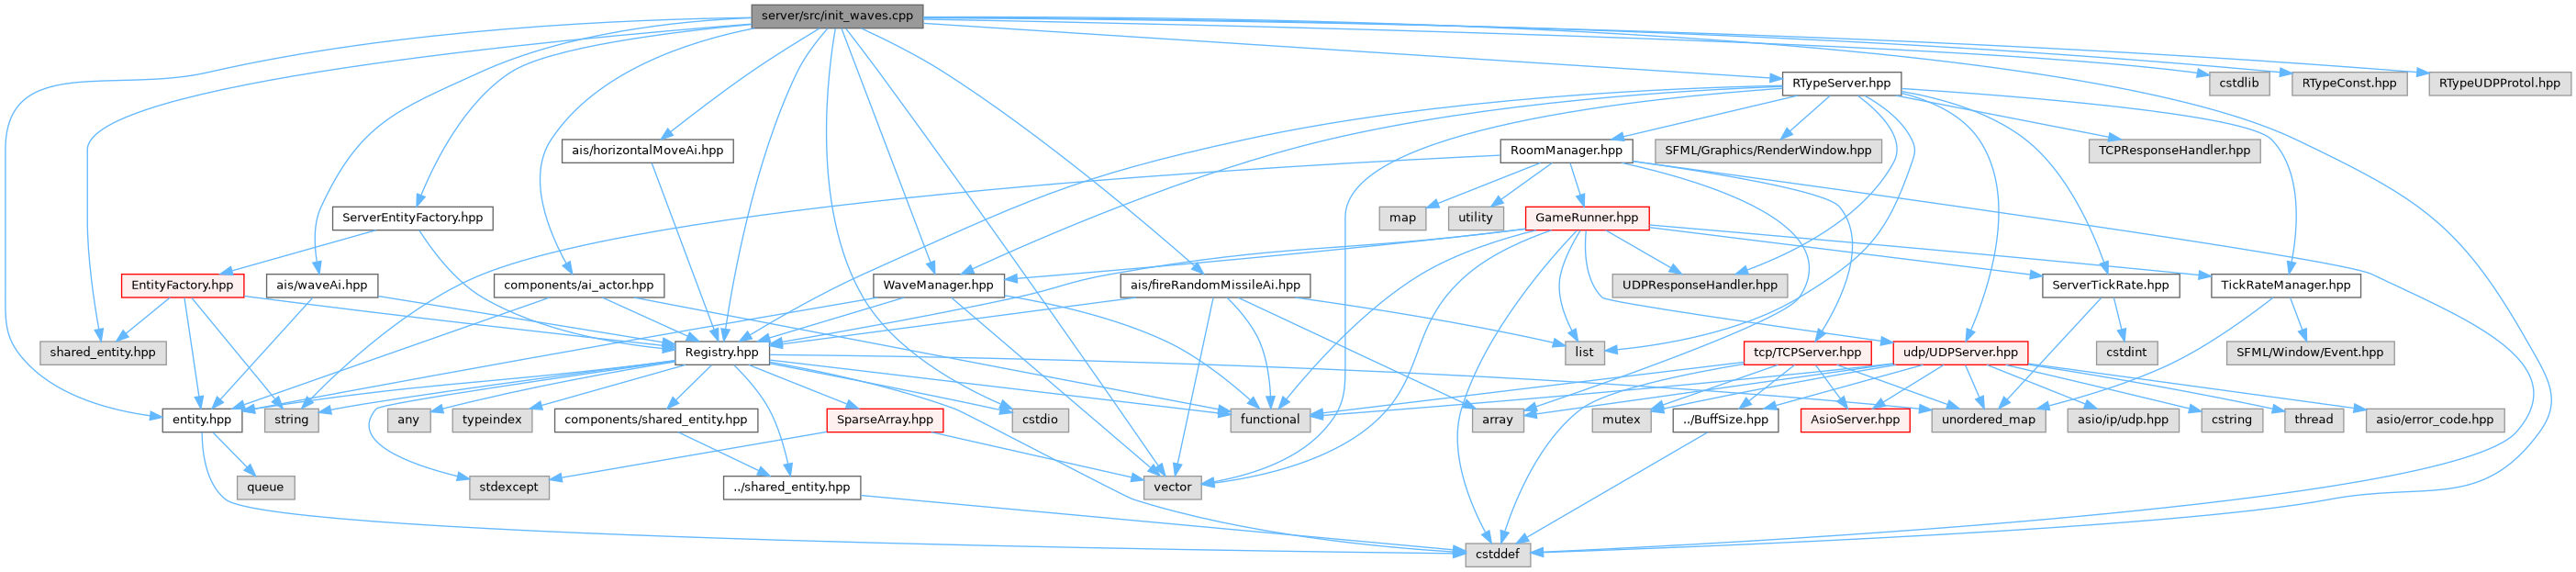 server/src/init_waves.cpp
RTypeServer.hpp
cstdlib
RTypeConst.hpp
RTypeUDPProtol.hpp
ais/horizontalMoveAi.hpp
RoomManager.hpp
SFML/Graphics/RenderWindow.hpp
TCPResponseHandler.hpp
ServerEntityFactory.hpp
map
utility
GameRunner.hpp
EntityFactory.hpp
ais/waveAi.hpp
components/ai_actor.hpp
WaveManager.hpp
ais/fireRandomMissileAi.hpp
UDPResponseHandler.hpp
ServerTickRate.hpp
TickRateManager.hpp
shared_entity.hpp
Registry.hpp
list
tcp/TCPServer.hpp
udp/UDPServer.hpp
cstdint
SFML/Window/Event.hpp
entity.hpp
string
any
typeindex
components/shared_entity.hpp
SparseArray.hpp
cstdio
functional
array
mutex
../BuffSize.hpp
AsioServer.hpp
unordered_map
asio/ip/udp.hpp
cstring
thread
asio/error_code.hpp
queue
stdexcept
../shared_entity.hpp
vector
cstddef